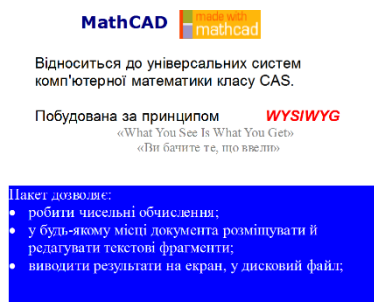 MathCAD
made with
mathcad
Відноситься до універсальних систем
комп'ютерної математики класу CAS.
Побудована за принципом WYSIWYG
«What You See Is What You Get»
«Ви бачите те, що ввели»
Пакет дозволяє:
● робити чисельні обчислення;
● у будь-якому місці документа розміщувати й
редагувати текстові фрагменти;
● виводити результати на екран, у дисковий файл;